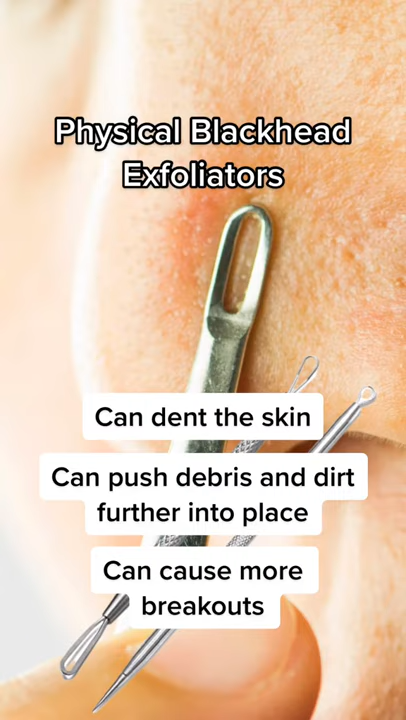 Physical Blackhead
Exfoliators
Can dent the skin
Can push debris and dirt
further into place
Can cause more
breakouts